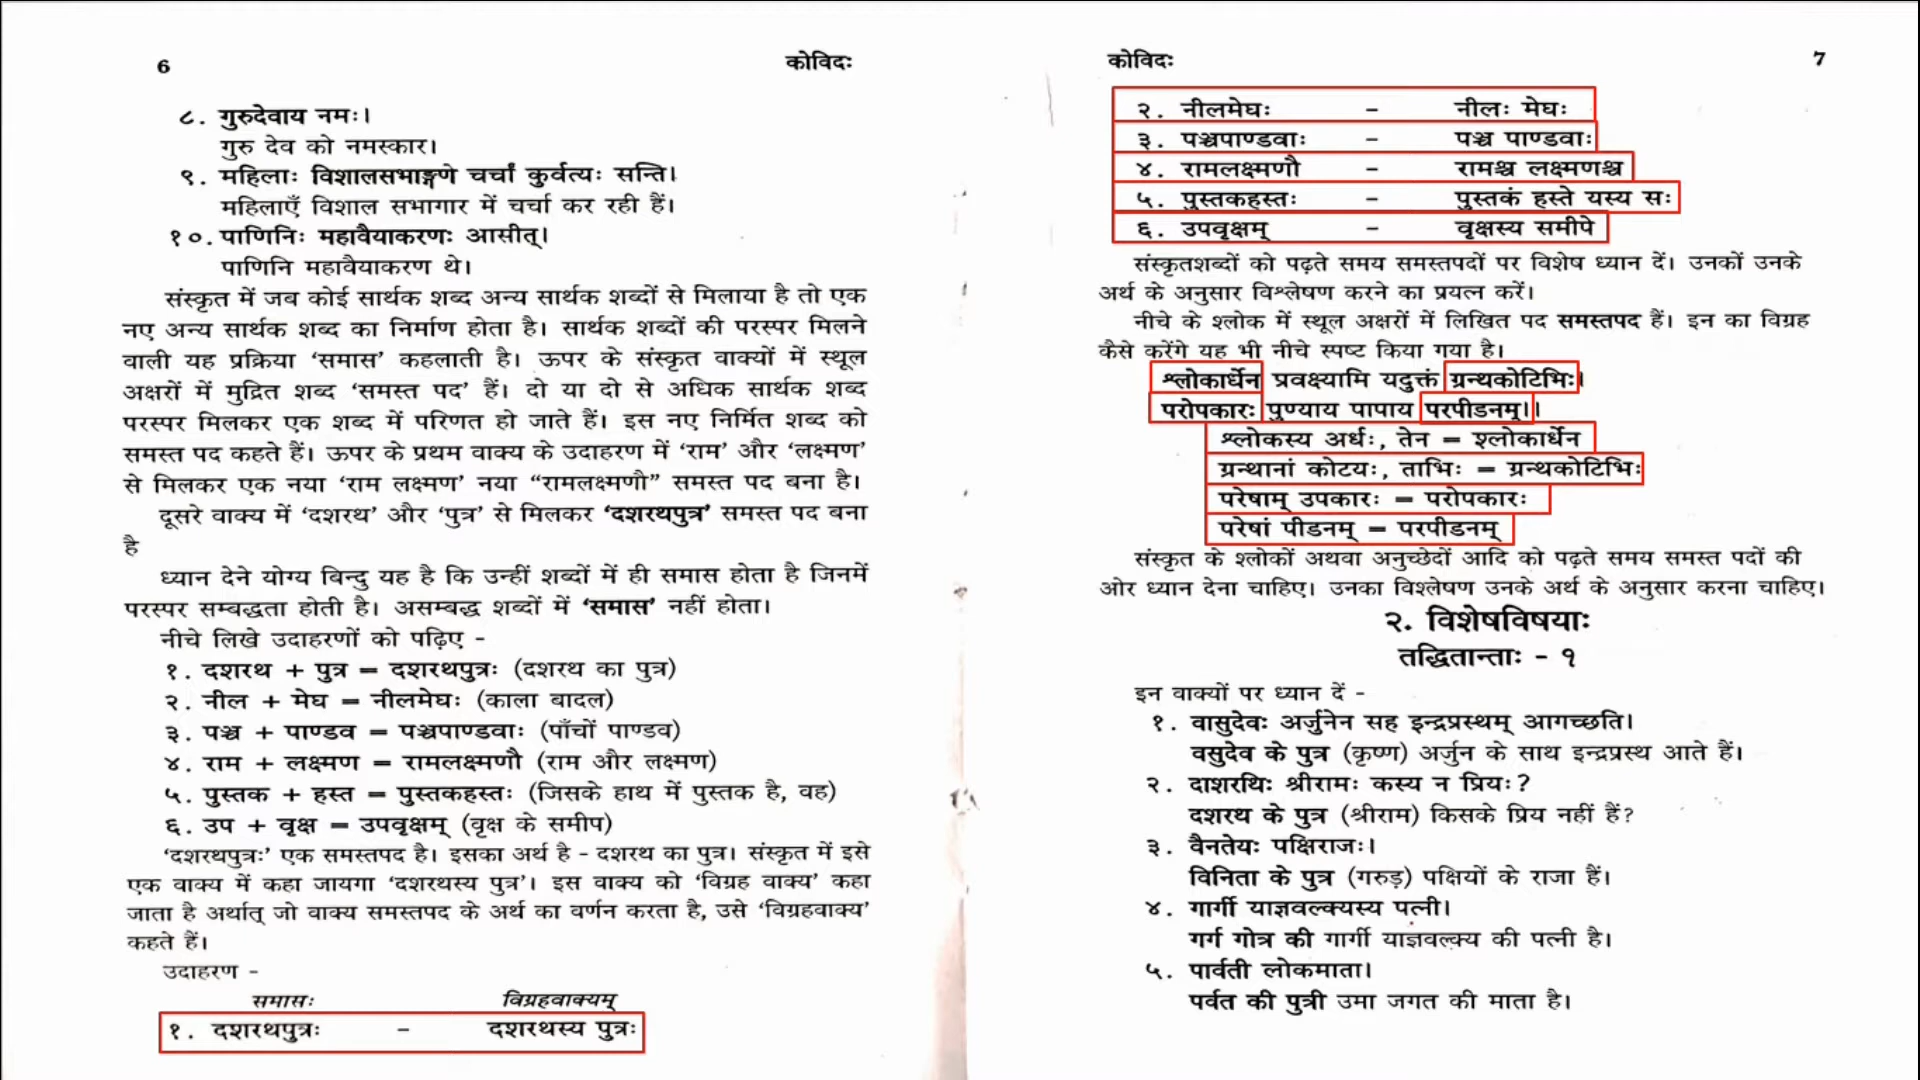 6 कोविदः
८. गुरुदेवाय नमः।
गुरु देव को नमस्कार।
९. महिलाः विशालसभाङ्गणे चर्चां कुर्वत्यः सन्ति।
महिलाएँ विशाल सभागार में चर्चा कर रही हैं।
१०. पाणिनिः महावैयाकरणः आसीत्।
पाणिनि महावैयाकरण थे।
संस्कृत में जब कोई सार्थक शब्द अन्य सार्थक शब्दों से मिलाया है तो एक
नए अन्य सार्थक शब्द का निर्माण होता है। सार्थक शब्दों की परस्पर मिलने
वाली यह प्रक्रिया ‘समास’ कहलाती है। ऊपर के संस्कृत वाक्यों में स्थूल
अक्षरों में मुद्रित शब्द ‘समस्त पद’ हैं। दो या दो से अधिक सार्थक शब्द
परस्पर मिलकर एक शब्द में परिणत हो जाते हैं। इस नए निर्मित शब्द को
समस्त पद कहते हैं। ऊपर के प्रथम वाक्य के उदाहरण में ‘राम’ और ‘लक्ष्मण’
से मिलकर एक नया ‘राम लक्ष्मण’ नया “रामलक्ष्मणौ” समस्त पद बना है।
दूसरे वाक्य में ‘दशरथ’ और ‘पुत्र’ से मिलकर ‘दशरथपुत्र’ समस्त पद बना
है
ध्यान देने योग्य बिन्दु यह है कि उन्हीं शब्दों में ही समास होता है जिनमें
परस्पर सम्बद्धता होती है। असम्बद्ध शब्दों में ‘समास’ नहीं होता।
नीचे लिखे उदाहरणों को पढ़िए -
१. दशरथ + पुत्र = दशरथपुत्रः (दशरथ का पुत्र)
२. नील + मेघ = नीलमेघः (काला बादल)
३. पञ्च + पाण्डव = पञ्चपाण्डवाः (पाँचों पाण्डव)
४. राम + लक्ष्मण = रामलक्ष्मणौ (राम और लक्ष्मण)
५. पुस्तक + हस्त = पुस्तकहस्तः (जिसके हाथ में पुस्तक है, वह)
६. उप + वृक्ष = उपवृक्षम् (वृक्ष के समीप)
‘दशरथपुत्रः’ एक समस्तपद है। इसका अर्थ है - दशरथ का पुत्र। संस्कृत में इसे
एक वाक्य में कहा जायगा ‘दशरथस्य पुत्र’। इस वाक्य को ‘विग्रह वाक्य’ कहा
जाता है अर्थात् जो वाक्य समस्तपद के अर्थ का वर्णन करता है, उसे ‘विग्रहवाक्य’
कहते हैं।
उदाहरण -
समासः विग्रहवाक्यम्
१. दशरथपुत्रः - दशरथस्य पुत्रः
कोविदः 7
२. नीलमेघः - नीलः मेघः
३. पञ्चपाण्डवाः - पञ्च पाण्डवाः
४. रामलक्ष्मणौ - रामश्च लक्ष्मणश्च
५. पुस्तकहस्तः - पुस्तकं हस्ते यस्य सः
६. उपवृक्षम् - वृक्षस्य समीपे
संस्कृतशब्दों को पढ़ते समय समस्तपदों पर विशेष ध्यान दें। उनकों उनके
अर्थ के अनुसार विश्लेषण करने का प्रयत्न करें।
नीचे के श्लोक में स्थूल अक्षरों में लिखित पद समस्तपद हैं। इन का विग्रह
कैसे करेंगे यह भी नीचे स्पष्ट किया गया है।
श्लोकार्धेन प्रवक्ष्यामि यदुक्तं ग्रन्थकोटिभिः।
परोपकारः पुण्याय पापाय परपीडनम्।।
श्लोकस्य अर्धः, तेन = श्लोकार्धेन
ग्रन्थानां कोटयः, ताभिः = ग्रन्थकोटिभिः
परेषाम् उपकारः = परोपकारः
परेषां पीडनम् = परपीडनम्
संस्कृत के श्लोकों अथवा अनुच्छेदों आदि को पढ़ते समय समस्त पदों की
ओर ध्यान देना चाहिए। उनका विश्लेषण उनके अर्थ के अनुसार करना चाहिए।
२. विशेषविषयाः
तद्धितान्ताः - १
इन वाक्यों पर ध्यान दें -
१. वासुदेवः अर्जुनेन सह इन्द्रप्रस्थम् आगच्छति।
वसुदेव के पुत्र (कृष्ण) अर्जुन के साथ इन्द्रप्रस्थ आते हैं।
२. दाशरथिः श्रीरामः कस्य न प्रियः?
दशरथ के पुत्र (श्रीराम) किसके प्रिय नहीं हैं?
३. वैनतेयः पक्षिराजः।
विनिता के पुत्र (गरुड़) पक्षियों के राजा हैं।
४. गार्गी याज्ञवल्क्यस्य पत्नी।
गर्ग गोत्र की गार्गी याज्ञवल्क्य की पत्नी है।
५. पार्वती लोकमाता।
पर्वत की पुत्री उमा जगत की माता है।